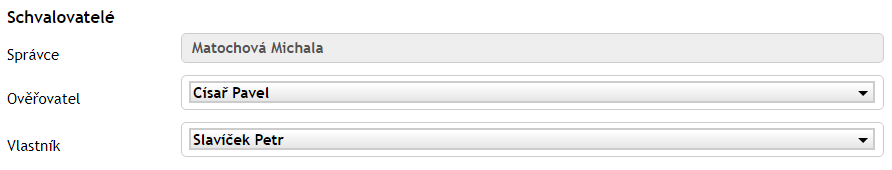 Schvalovatelé
Správce Matochová Michala
Ověřovatel Císař Pavel
Vlastník Slavíček Petr